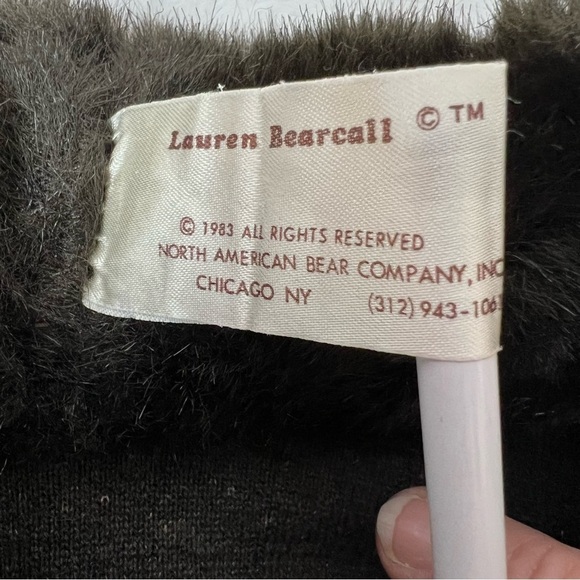 Lauren Bearcall © TM
© 1983 ALL RIGHTS RESERVED
NORTH AMERICAN BEAR COMPANY, INC
CHICAGO NY (312) 943-106